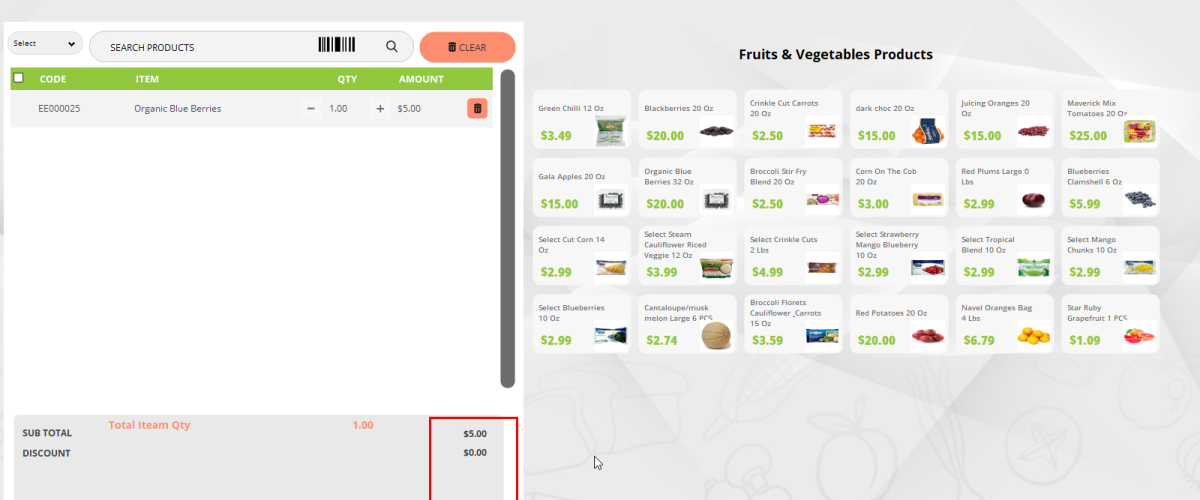 Select
SEARCH PRODUCTS
CLEAR
CODE ITEM QTY AMOUNT
EE000025 Organic Blue Berries − 1.00 + $5.00
Total Iteam Qty 1.00
SUB TOTAL $5.00
DISCOUNT $0.00
Fruits & Vegetables Products
Green Chilli 12 Oz
$3.49
Blackberries 20 Oz
$20.00
Crinkle Cut Carrots
20 Oz
$2.50
dark choc 20 Oz
$15.00
Juicing Oranges 20
Oz
$15.00
Maverick Mix
Tomatoes 20 Oz
$25.00
Gala Apples 20 Oz
$15.00
Organic Blue
Berries 32 Oz
$20.00
Broccoli Stir Fry
Blend 20 Oz
$2.50
Corn On The Cob
20 Oz
$3.00
Red Plums Large 0
Lbs
$2.99
Blueberries
Clamshell 6 Oz
$5.99
Select Cut Corn 14
Oz
$2.99
Select Steam
Cauliflower Riced
Veggie 12 Oz
$3.99
Select Crinkle Cuts
2 Lbs
$4.99
Select Strawberry
Mango Blueberry
10 Oz
$2.99
Select Tropical
Blend 10 Oz
$2.99
Select Mango
Chunks 10 Oz
$2.99
Select Blueberries
10 Oz
$2.99
Cantaloupe/musk
melon Large 6 PCS
$2.74
Broccoli Florets
Cauliflower ,Carrots
15 Oz
$3.59
Red Potatoes 20 Oz
$20.00
Navel Oranges Bag
4 Lbs
$6.79
Star Ruby
Grapefruit 1 PCS
$1.09